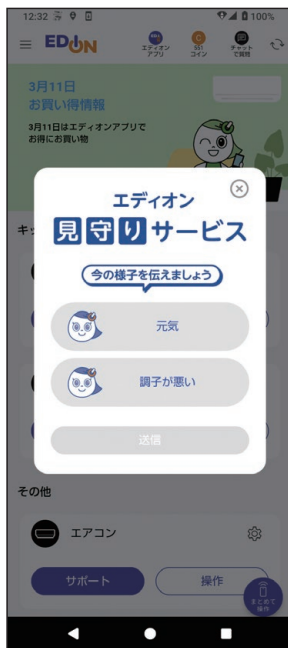 12:32
100%
EDION
エディオン
アプリ
551
コイン
チャット
で質問
3月11日
お買い得情報
3月11日はエディオンアプリで
お得にお買い物
エディオン
見守りサービス
今の様子を伝えましょう
元気
調子が悪い
送信
キッ
その他
エアコン
サポート
操作
まとめて
操作